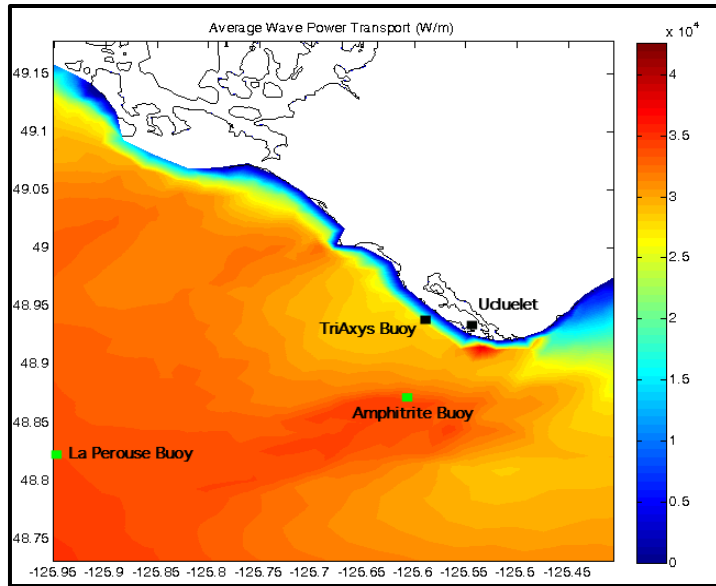 Average Wave Power Transport (W/m)
x 10⁴
49.15
49.1
49.05
49
48.95
48.9
48.85
48.8
48.75
4
3.5
3
2.5
2
1.5
1
0.5
0
Ucluelet
TriAxys Buoy
Amphitrite Buoy
La Perouse Buoy
-125.95 -125.9 -125.85 -125.8 -125.75 -125.7 -125.65 -125.6 -125.55 -125.5 -125.45